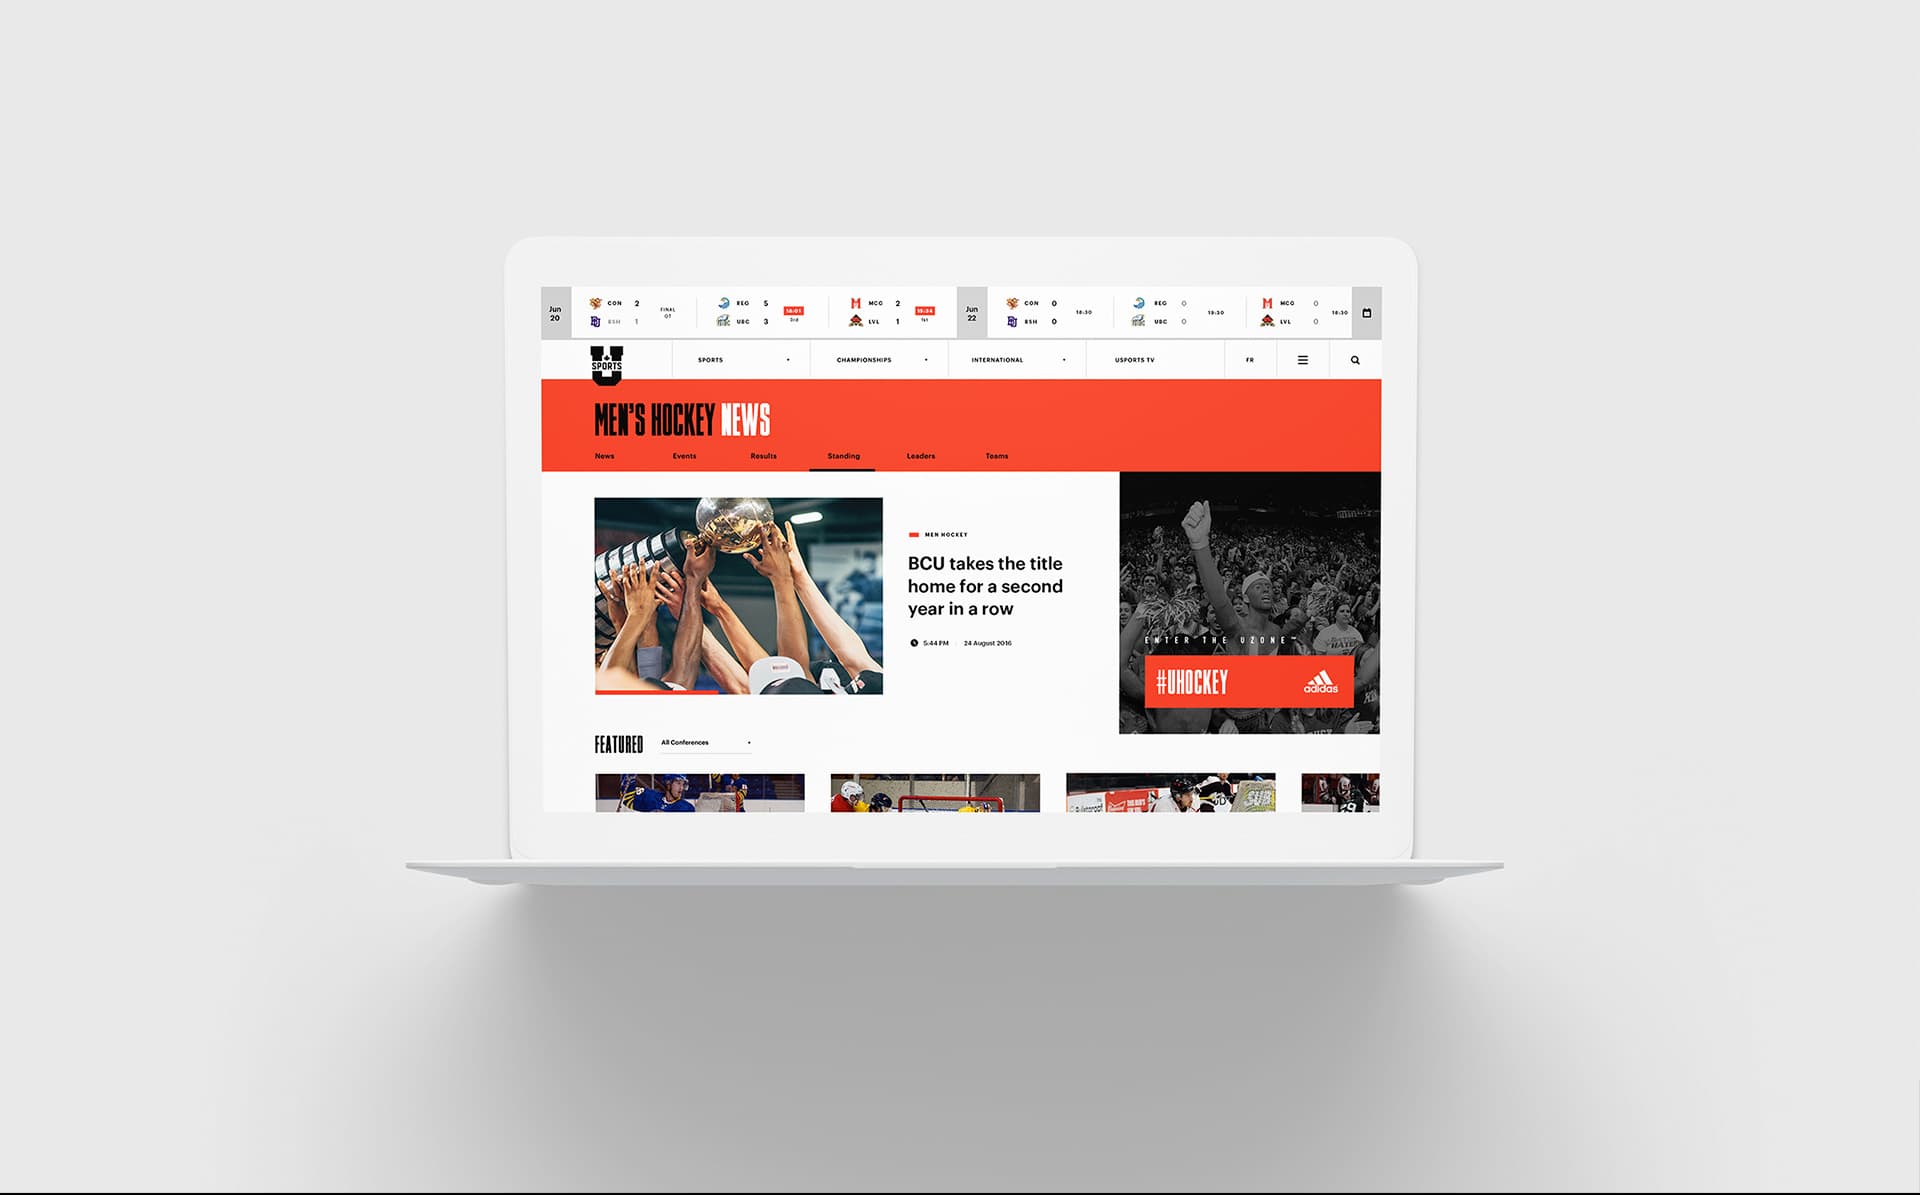 Jun
20
CON 2
BSH 1
FINAL
OT
REG 5
UBC 3
18:01
3rd
MCG 2
LVL 1
15:34
1st
Jun
22
CON 0
BSH 0
18:30
REG 0
UBC 0
19:30
MCG 0
LVL 0
18:30
U
SPORTS
SPORTS
CHAMPIONSHIPS
INTERNATIONAL
USPORTS TV
FR
MEN'S HOCKEY NEWS
News
Events
Results
Standing
Leaders
Teams
MEN HOCKEY
BCU takes the title
home for a second
year in a row
5:44 PM
24 August 2016
ENTER THE UZONE™
#UHOCKEY
adidas
FEATURED
All Conferences